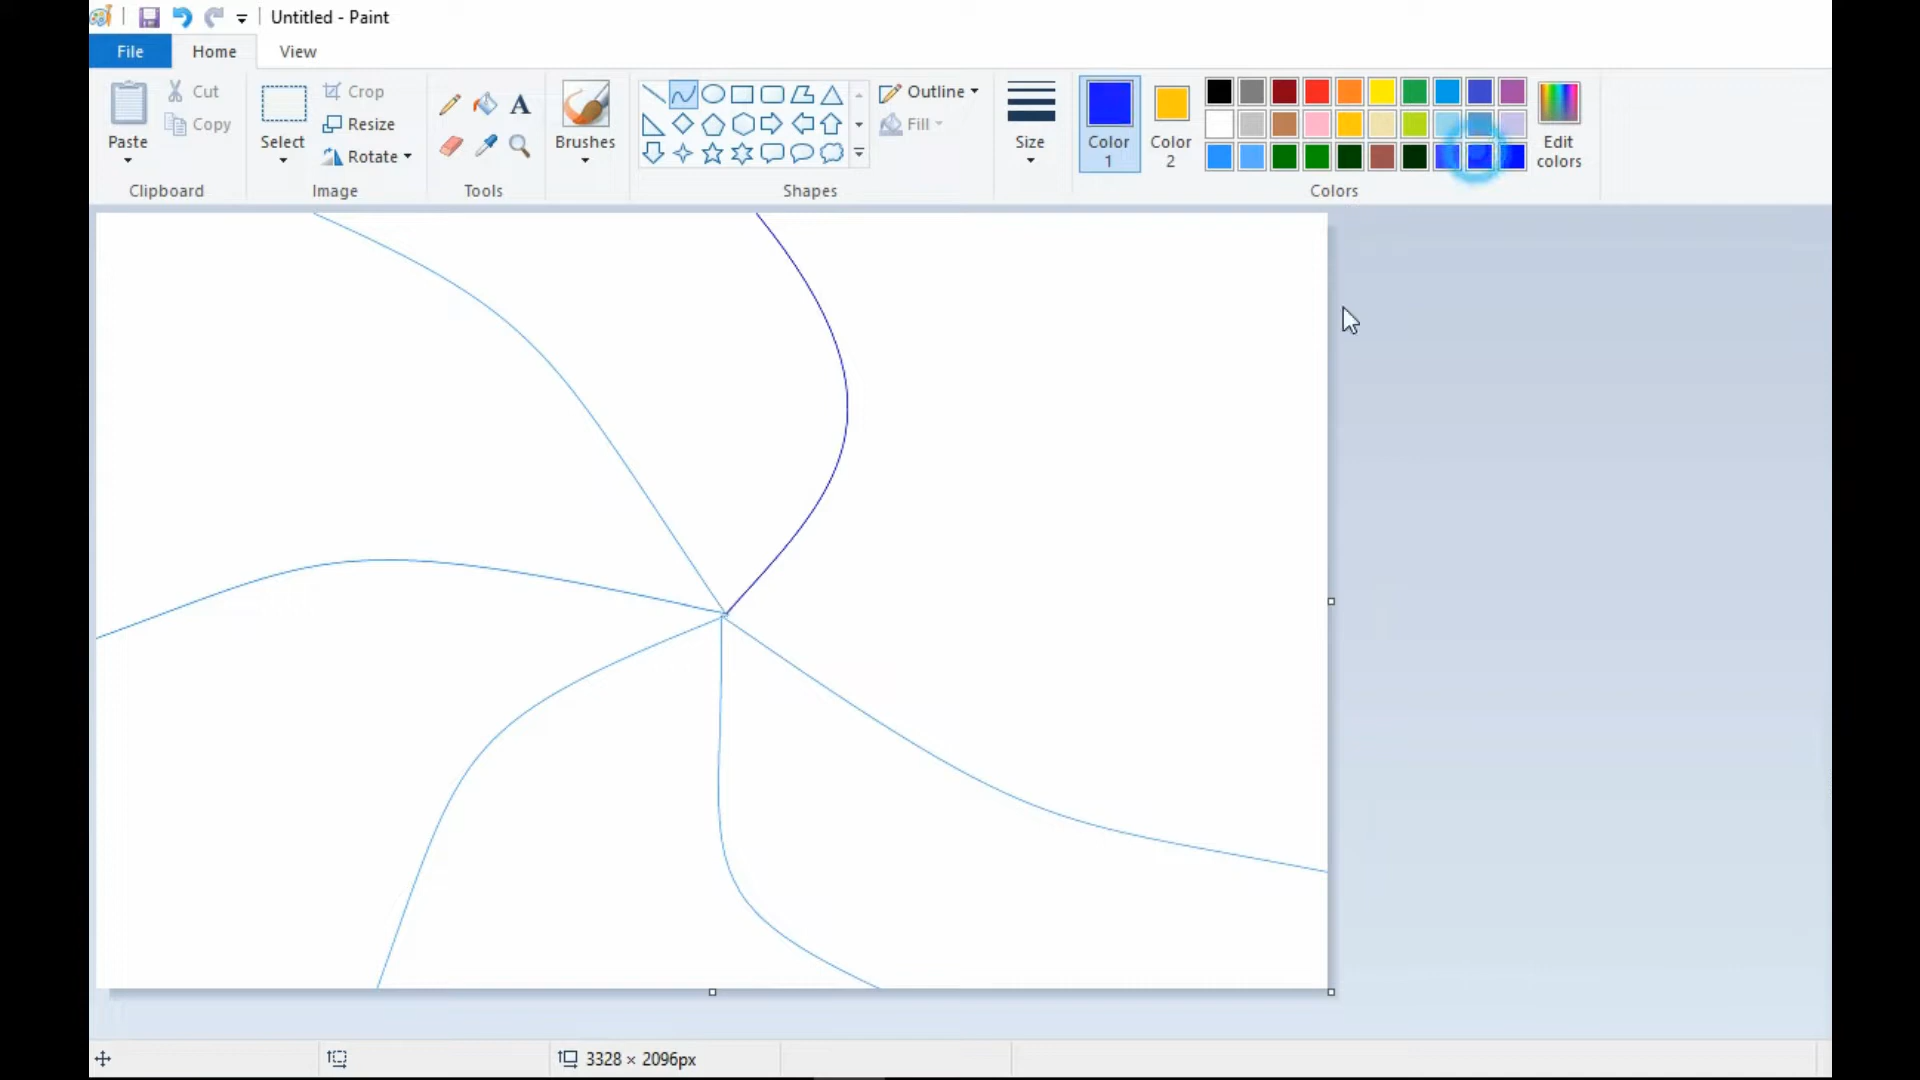 Untitled - Paint
File Home View
Paste Cut Copy Select Crop Resize Rotate A Brushes Outline Fill Size Color 1 Color 2 Edit colors
Clipboard Image Tools Shapes Colors
3328 × 2096px